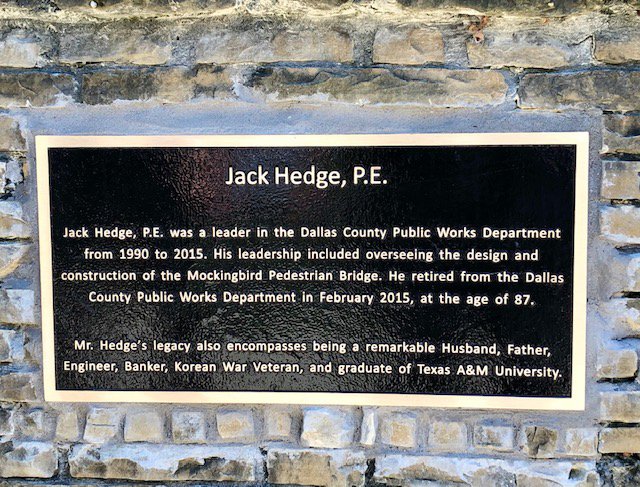 Jack Hedge, P.E.
Jack Hedge, P.E. was a leader in the Dallas County Public Works Department
from 1990 to 2015. His leadership included overseeing the design and
construction of the Mockingbird Pedestrian Bridge. He retired from the Dallas
County Public Works Department in February 2015, at the age of 87.
Mr. Hedge's legacy also encompasses being a remarkable Husband, Father,
Engineer, Banker, Korean War Veteran, and graduate of Texas A&M University.